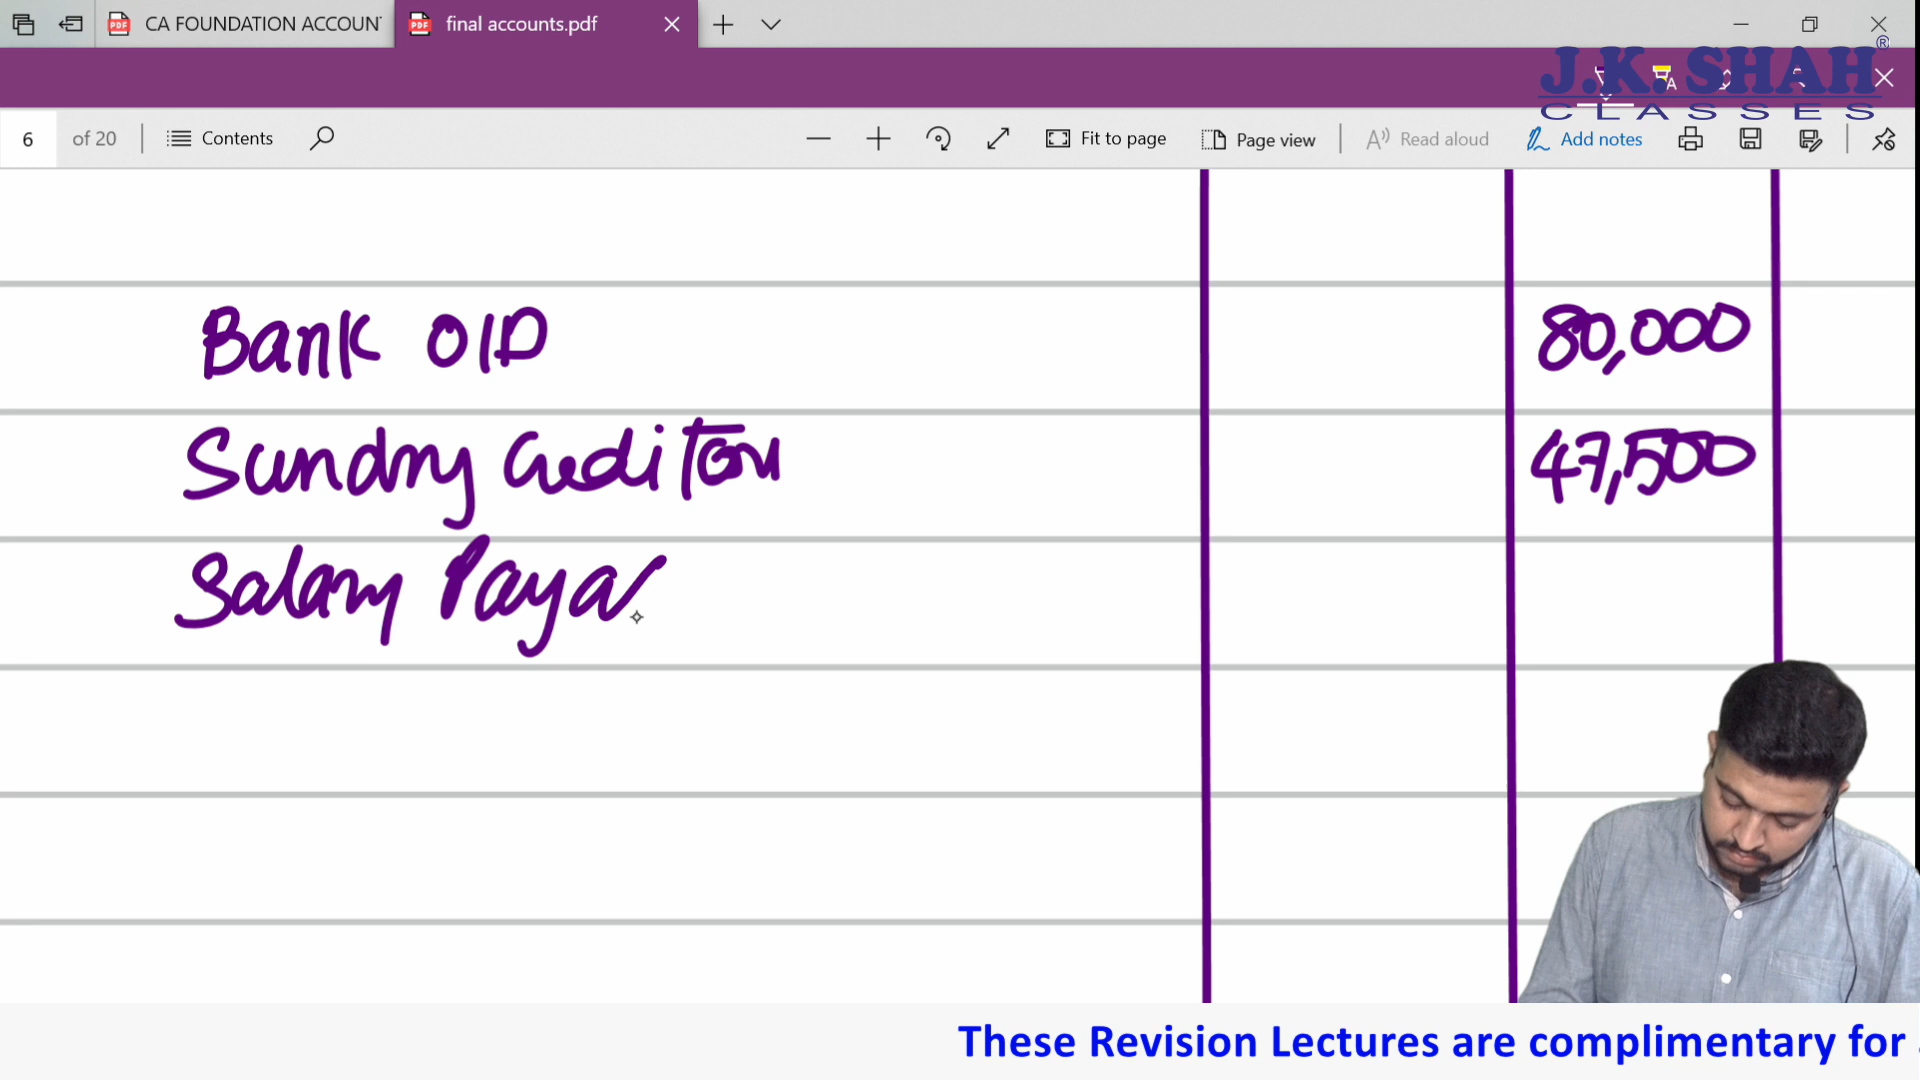 CA FOUNDATION ACCOUN
final accounts.pdf
J.K. SHAH®
CLASSES
6 of 20 Contents Fit to page Page view Read aloud Add notes
Bank O/D 80,000
Sundry Creditors 47,500
Salary Paya
These Revision Lectures are complimentary for